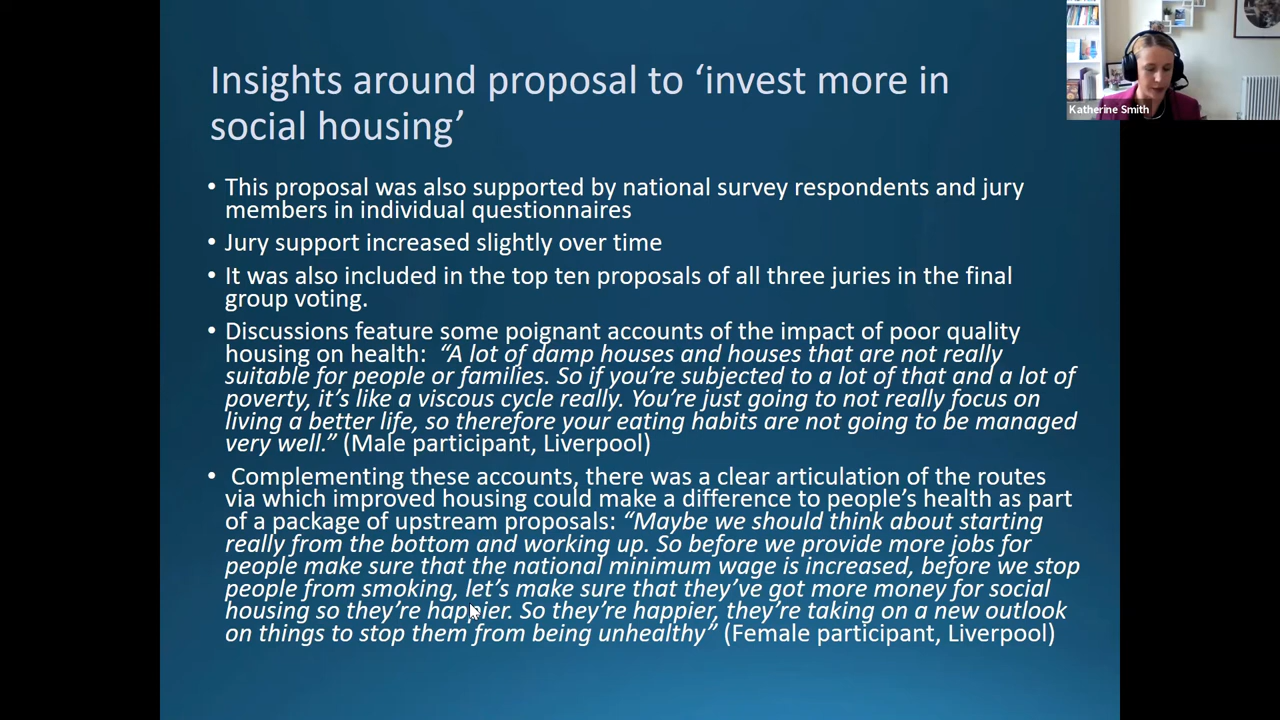 Insights around proposal to ‘invest more in
social housing’
• This proposal was also supported by national survey respondents and jury
members in individual questionnaires
• Jury support increased slightly over time
• It was also included in the top ten proposals of all three juries in the final
group voting.
• Discussions feature some poignant accounts of the impact of poor quality
housing on health: “A lot of damp houses and houses that are not really
suitable for people or families. So if you’re subjected to a lot of that and a lot of
poverty, it’s like a viscous cycle really. You’re just going to not really focus on
living a better life, so therefore your eating habits are not going to be managed
very well.” (Male participant, Liverpool)
• Complementing these accounts, there was a clear articulation of the routes
via which improved housing could make a difference to people’s health as part
of a package of upstream proposals: “Maybe we should think about starting
really from the bottom and working up. So before we provide more jobs for
people make sure that the national minimum wage is increased, before we stop
people from smoking, let’s make sure that they’ve got more money for social
housing so they’re happier. So they’re happier, they’re taking on a new outlook
on things to stop them from being unhealthy” (Female participant, Liverpool)
Katherine Smith